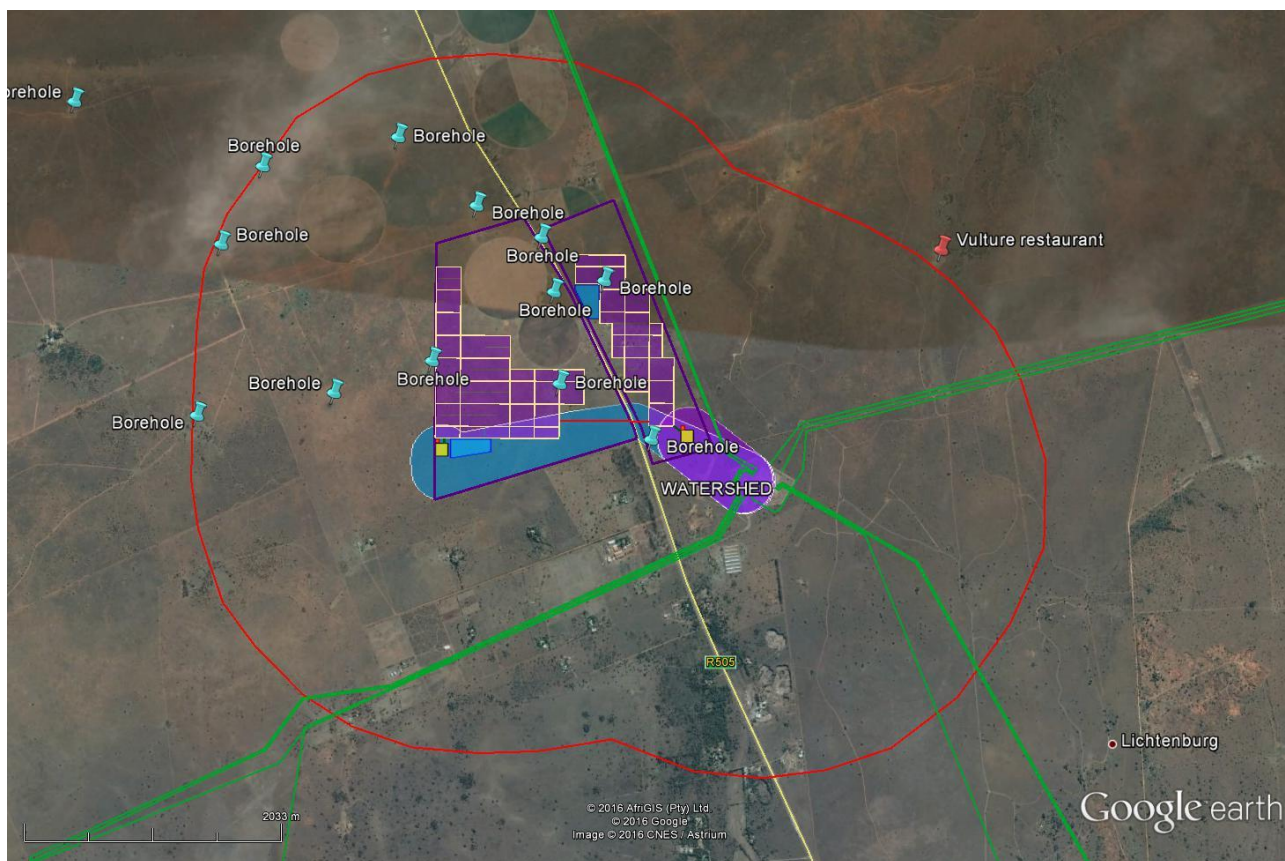 orehole
Borehole
Borehole
Borehole
Borehole
Vulture restaurant
Borehole
Borehole
Borehole
Borehole
Borehole
Borehole
Borehole
Borehole
WATERSHED
R505
Lichtenburg
2033 m
© 2016 AfriGIS (Pty) Ltd.
© 2016 Google
Image © 2016 CNES / Astrium
Google earth